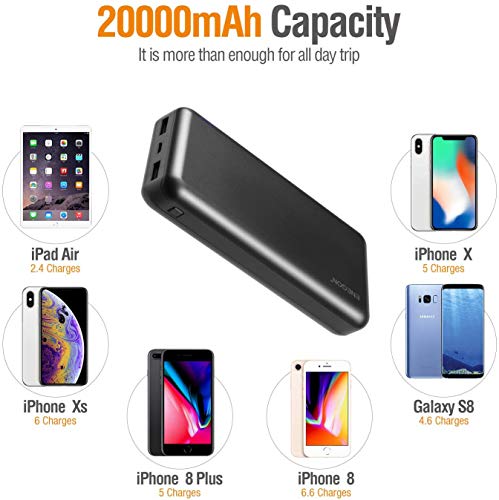 20000mAh Capacity
It is more than enough for all day trip
iPad Air
2.4 Charges
iPhone X
5 Charges
ENEGON
iPhone Xs
6 Charges
Galaxy S8
4.6 Charges
iPhone 8 Plus
5 Charges
iPhone 8
6.6 Charges